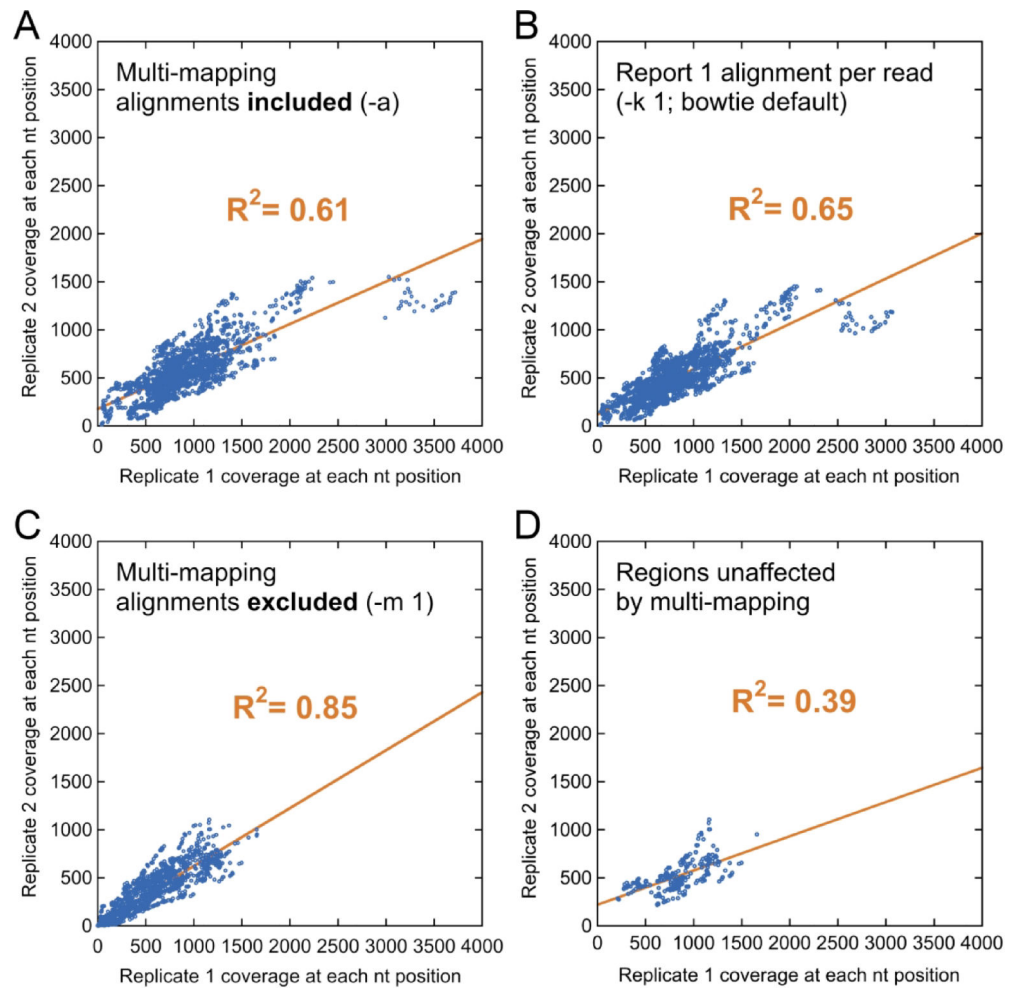 A
Multi-mapping
alignments included (-a)
R²= 0.61
4000
3500
3000
2500
2000
1500
1000
500
0
0 500 1000 1500 2000 2500 3000 3500 4000
Replicate 2 coverage at each nt position
Replicate 1 coverage at each nt position
B
Report 1 alignment per read
(-k 1; bowtie default)
R²= 0.65
4000
3500
3000
2500
2000
1500
1000
500
0
0 500 1000 1500 2000 2500 3000 3500 4000
Replicate 2 coverage at each nt position
Replicate 1 coverage at each nt position
C
Multi-mapping
alignments excluded (-m 1)
R²= 0.85
4000
3500
3000
2500
2000
1500
1000
500
0
0 500 1000 1500 2000 2500 3000 3500 4000
Replicate 2 coverage at each nt position
Replicate 1 coverage at each nt position
D
Regions unaffected
by multi-mapping
R²= 0.39
4000
3500
3000
2500
2000
1500
1000
500
0
0 500 1000 1500 2000 2500 3000 3500 4000
Replicate 2 coverage at each nt position
Replicate 1 coverage at each nt position